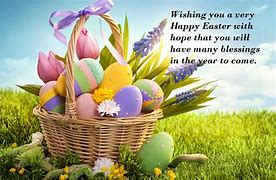 Wishing you a very
Happy Easter with
hope that you will
have many blessings
in the year to come.